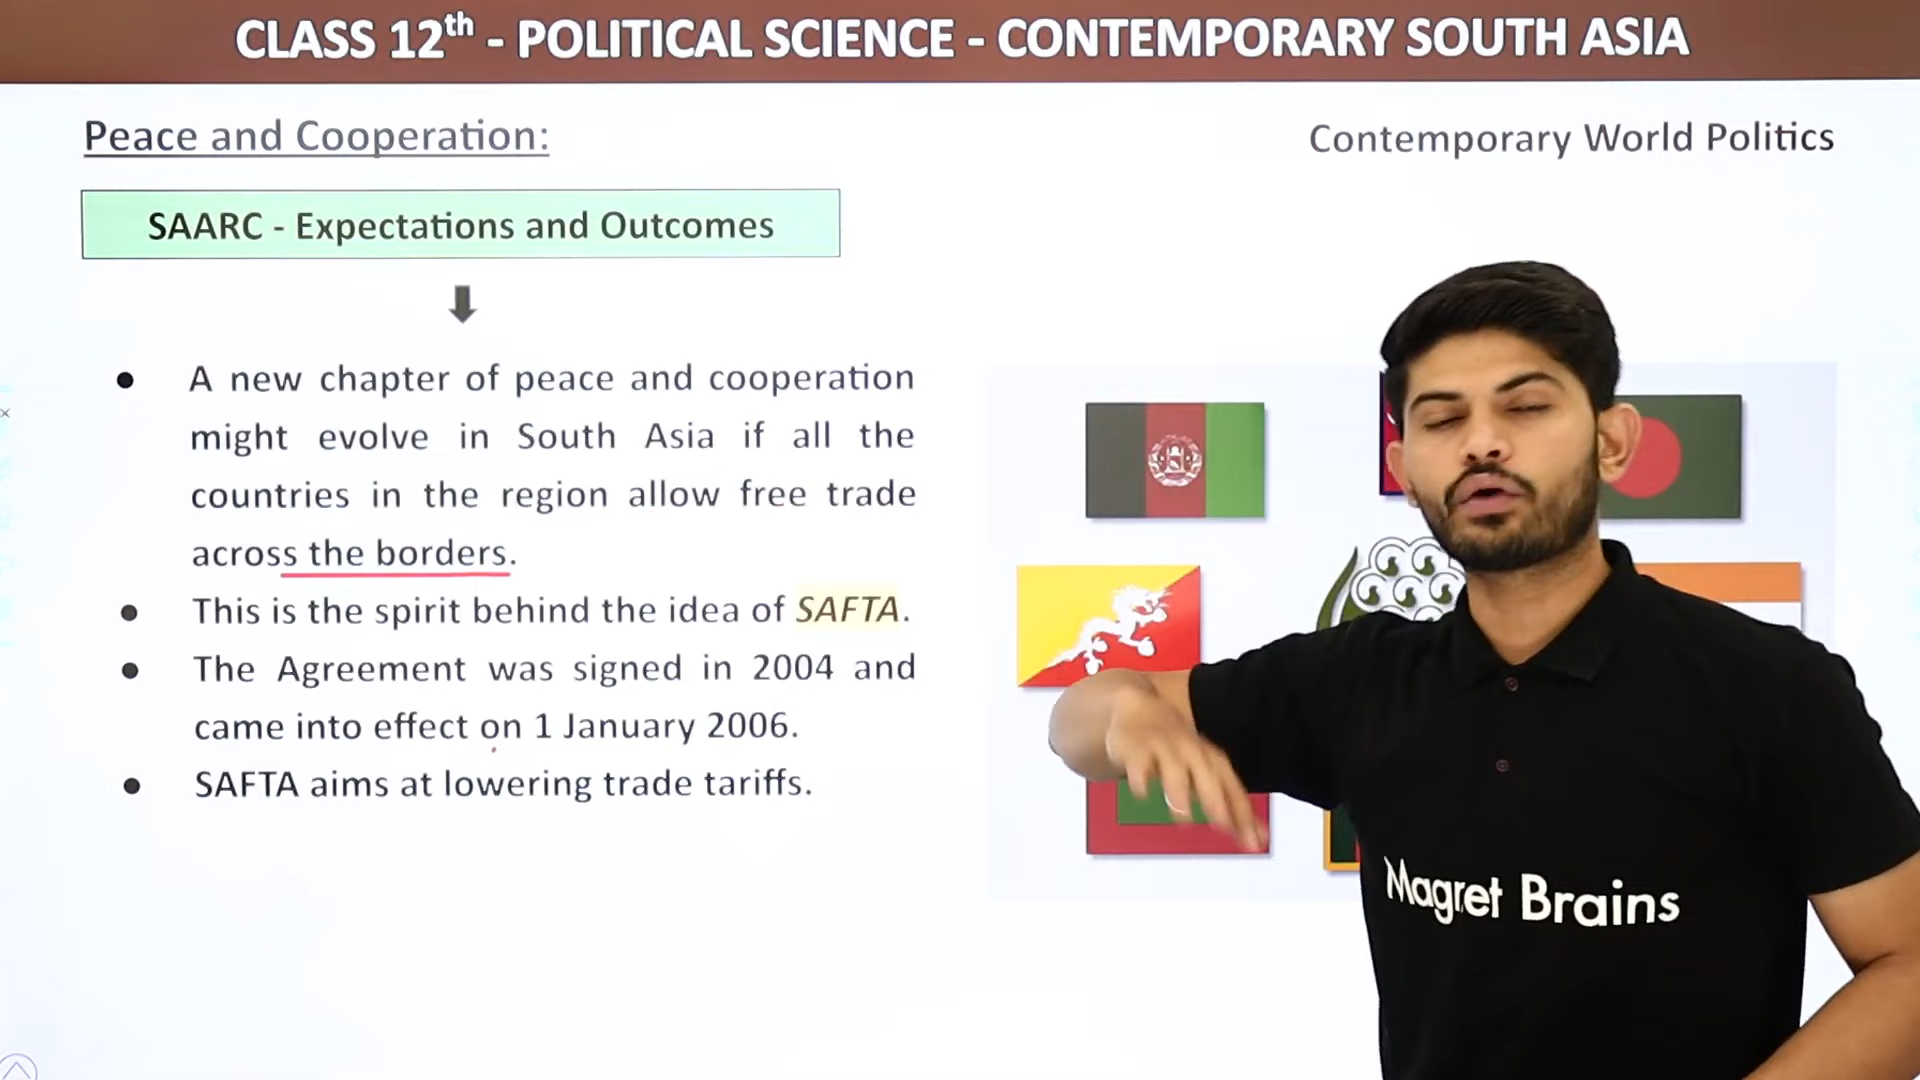 CLASS 12th - POLITICAL SCIENCE - CONTEMPORARY SOUTH ASIA
Peace and Cooperation:
Contemporary World Politics
SAARC - Expectations and Outcomes
● A new chapter of peace and cooperation
might evolve in South Asia if all the
countries in the region allow free trade
across the borders.
● This is the spirit behind the idea of SAFTA.
● The Agreement was signed in 2004 and
came into effect on 1 January 2006.
● SAFTA aims at lowering trade tariffs.
Magnet Brains